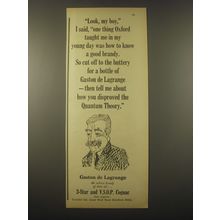 "Look, my boy,"
I said, "one thing Oxford
taught me in my
young day was how to know
a good brandy.
So cut off to the buttery
for a bottle of
Gaston de Lagrange
—then tell me about
how you disproved the
Quantum Theory."
Gaston de Lagrange
3-Star and V.S.O.P. Cognac